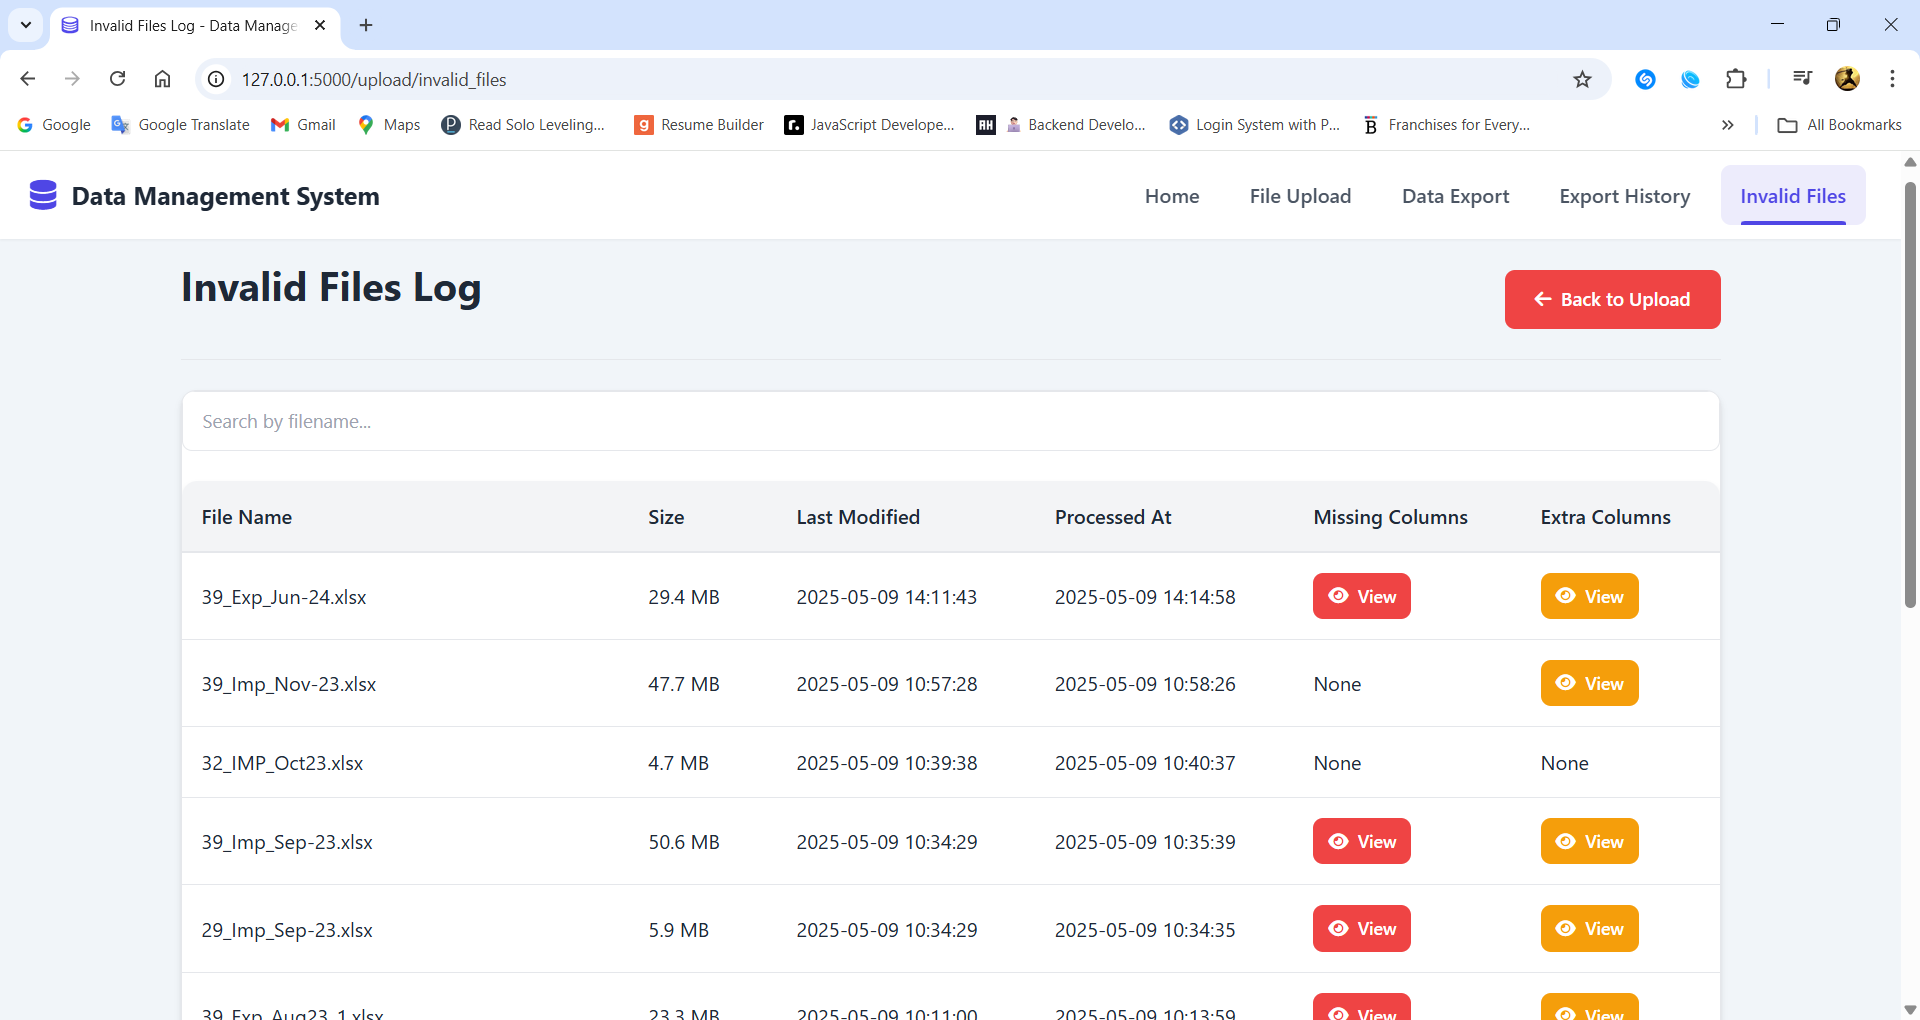 Invalid Files Log - Data Manage
127.0.0.1:5000/upload/invalid_files
Google Google Translate Gmail Maps Read Solo Leveling... Resume Builder JavaScript Develope... Backend Develo... Login System with P... Franchises for Every... » All Bookmarks
Data Management System Home File Upload Data Export Export History Invalid Files
Invalid Files Log
Back to Upload
Search by filename...
File Name Size Last Modified Processed At Missing Columns Extra Columns
39_Exp_Jun-24.xlsx 29.4 MB 2025-05-09 14:11:43 2025-05-09 14:14:58 View View
39_Imp_Nov-23.xlsx 47.7 MB 2025-05-09 10:57:28 2025-05-09 10:58:26 None View
32_IMP_Oct23.xlsx 4.7 MB 2025-05-09 10:39:38 2025-05-09 10:40:37 None None
39_Imp_Sep-23.xlsx 50.6 MB 2025-05-09 10:34:29 2025-05-09 10:35:39 View View
29_Imp_Sep-23.xlsx 5.9 MB 2025-05-09 10:34:29 2025-05-09 10:34:35 View View
39_Exp_Aug23_1.xlsx 23.3 MB 2025-05-09 10:11:00 2025-05-09 10:13:59 View View